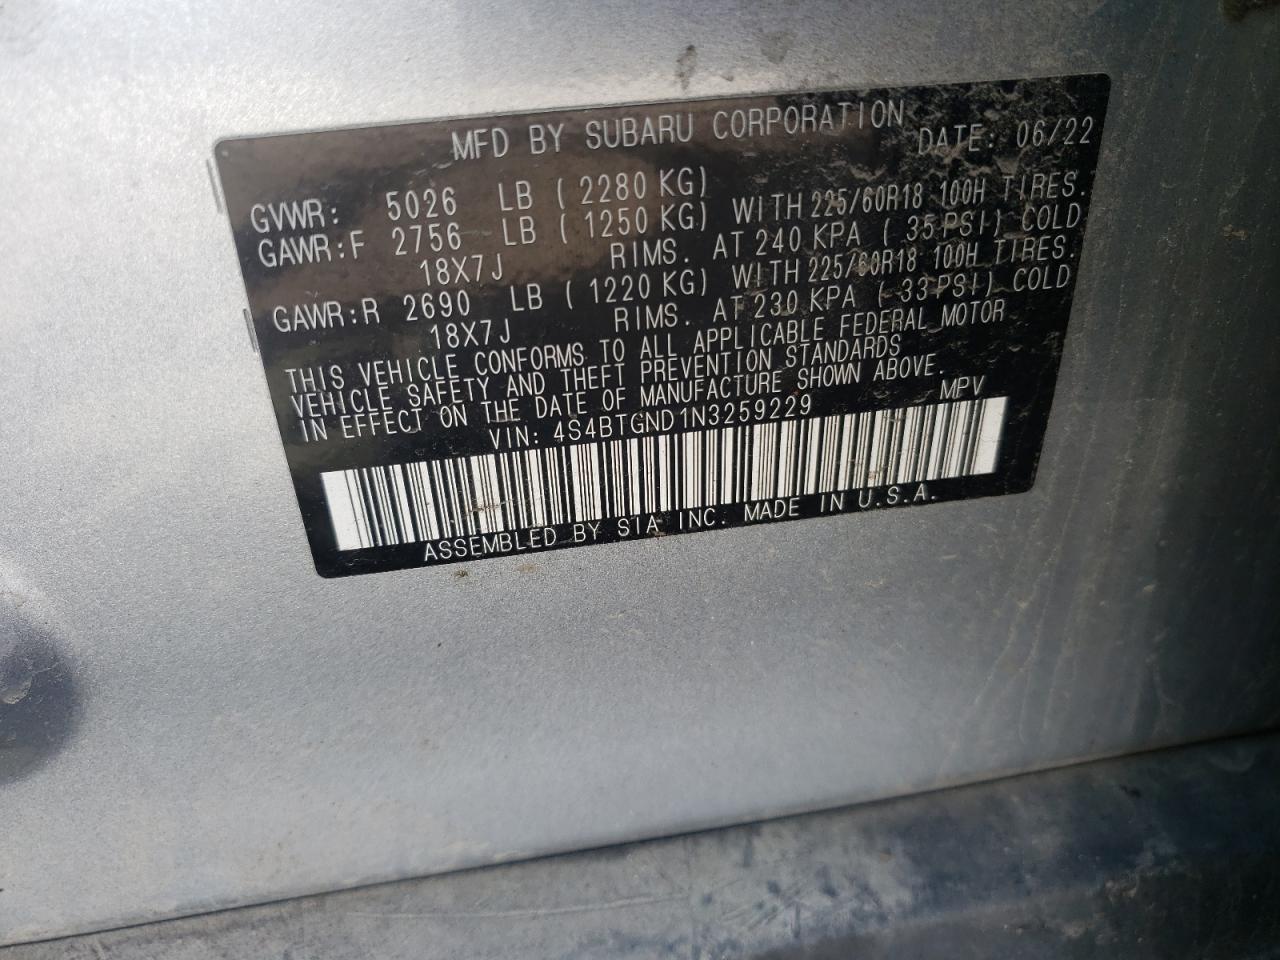 MFD BY SUBARU CORPORATION DATE: 06/22
GVWR: 5026 LB ( 2280 KG)
GAWR:F 2756 LB ( 1250 KG) WITH 225/60R18 100H TIRES.
18X7J RIMS. AT 240 KPA ( 35 PSI) COLD
GAWR:R 2690 LB ( 1220 KG) WITH 225/60R18 100H TIRES.
18X7J RIMS. AT 230 KPA ( 33 PSI) COLD
THIS VEHICLE CONFORMS TO ALL APPLICABLE FEDERAL MOTOR
VEHICLE SAFETY AND THEFT PREVENTION STANDARDS
IN EFFECT ON THE DATE OF MANUFACTURE SHOWN ABOVE.
VIN: 4S4BTGND1N3259229 MPV
ASSEMBLED BY SIA INC. MADE IN U.S.A.